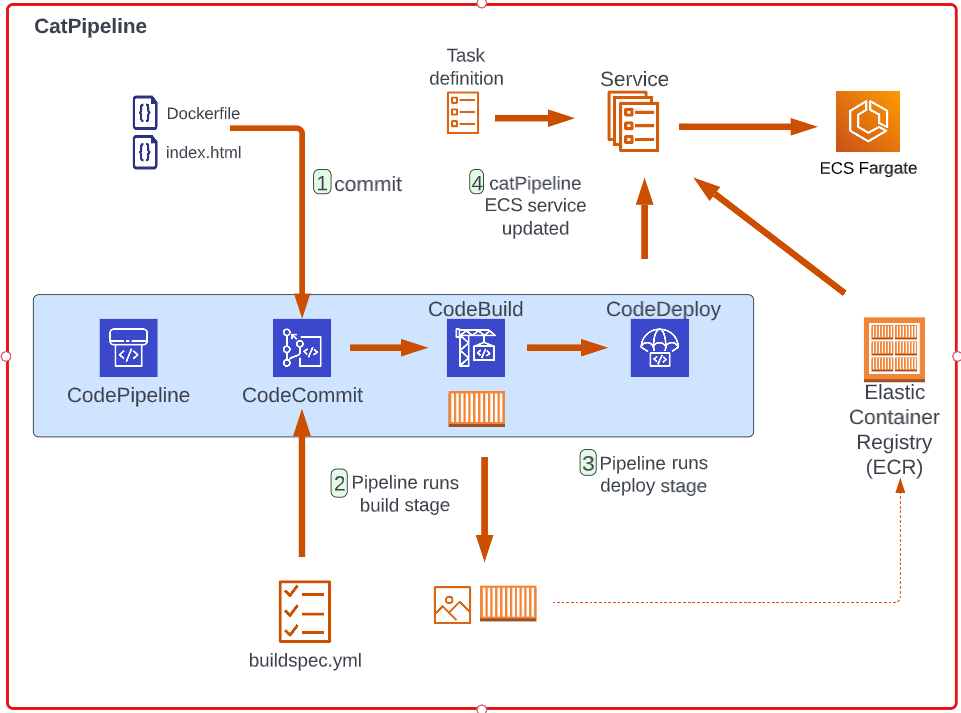 CatPipeline
Task
definition
Service
Dockerfile
index.html
ECS Fargate
1 commit
4 catPipeline
ECS service
updated
CodeBuild
CodeDeploy
CodePipeline
CodeCommit
Elastic
Container
Registry
(ECR)
2 Pipeline runs
build stage
3 Pipeline runs
deploy stage
buildspec.yml